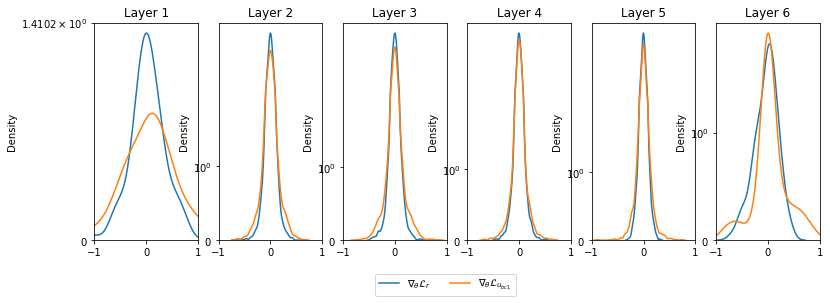 Layer 1 Layer 2 Layer 3 Layer 4 Layer 5 Layer 6
1.4102 × 10⁰
Density Density Density Density Density Density
10⁰ 10⁰ 10⁰ 10⁰ 10⁰
0 0 0 0 0 0
−1 0 1 −1 0 1 −1 0 1 −1 0 1 −1 0 1 −1 0 1
∇θℒr ∇θℒu_bc1